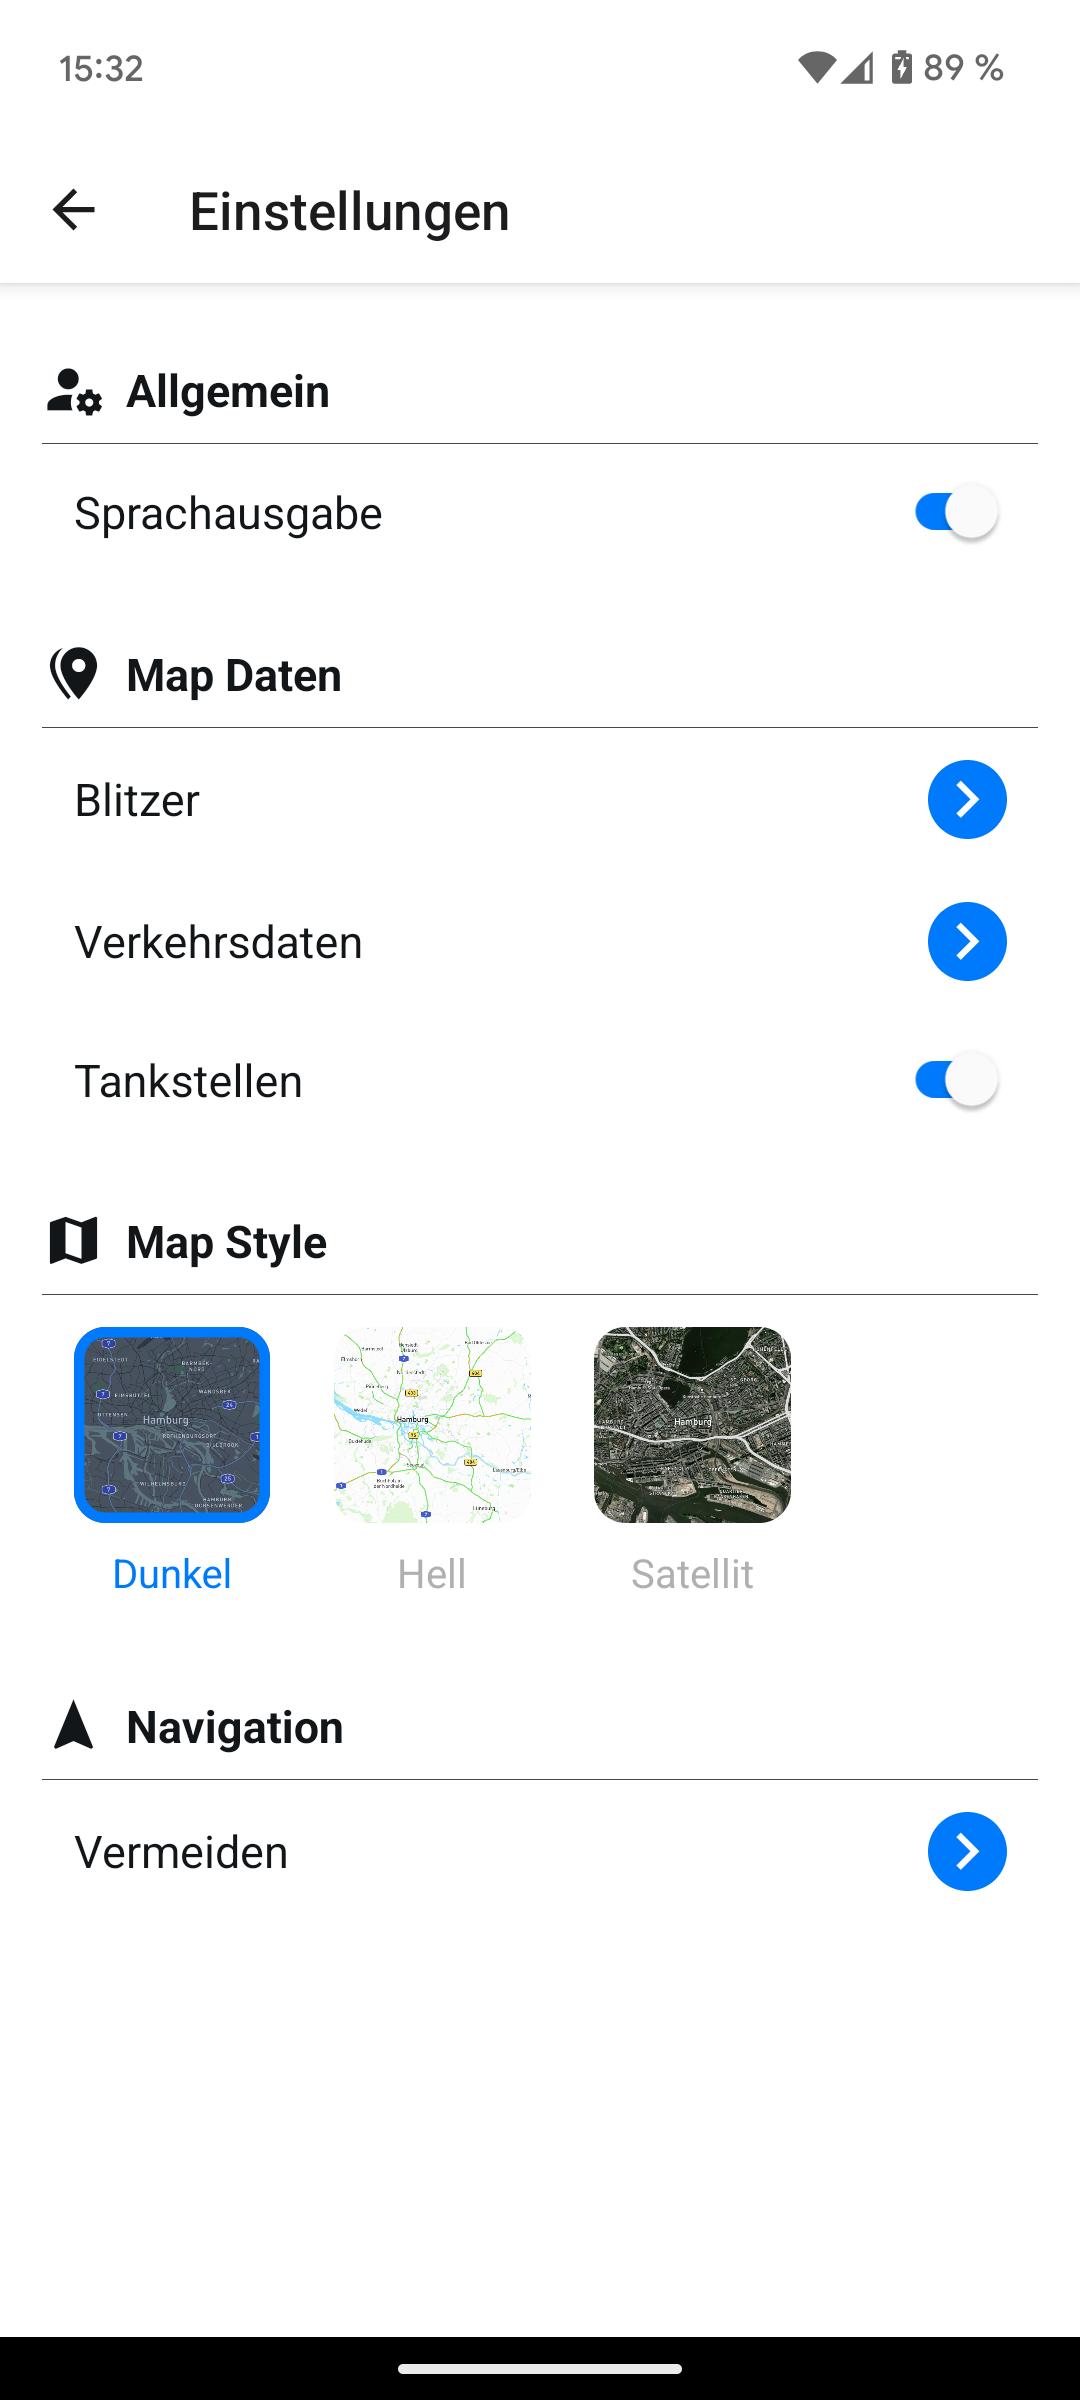 15:32
89 %
Einstellungen
Allgemein
Sprachausgabe
Map Daten
Blitzer
Verkehrsdaten
Tankstellen
Map Style
Hamburg
Hamburg
Hamburg
Dunkel
Hell
Satellit
Navigation
Vermeiden